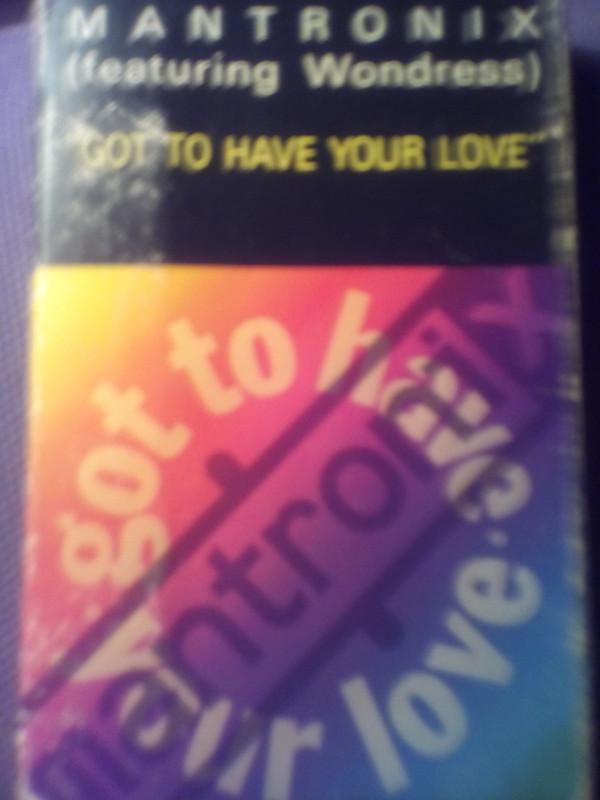 MANTRONIX
(featuring Wondress)
"GOT TO HAVE YOUR LOVE"
got to have your love
mantronix